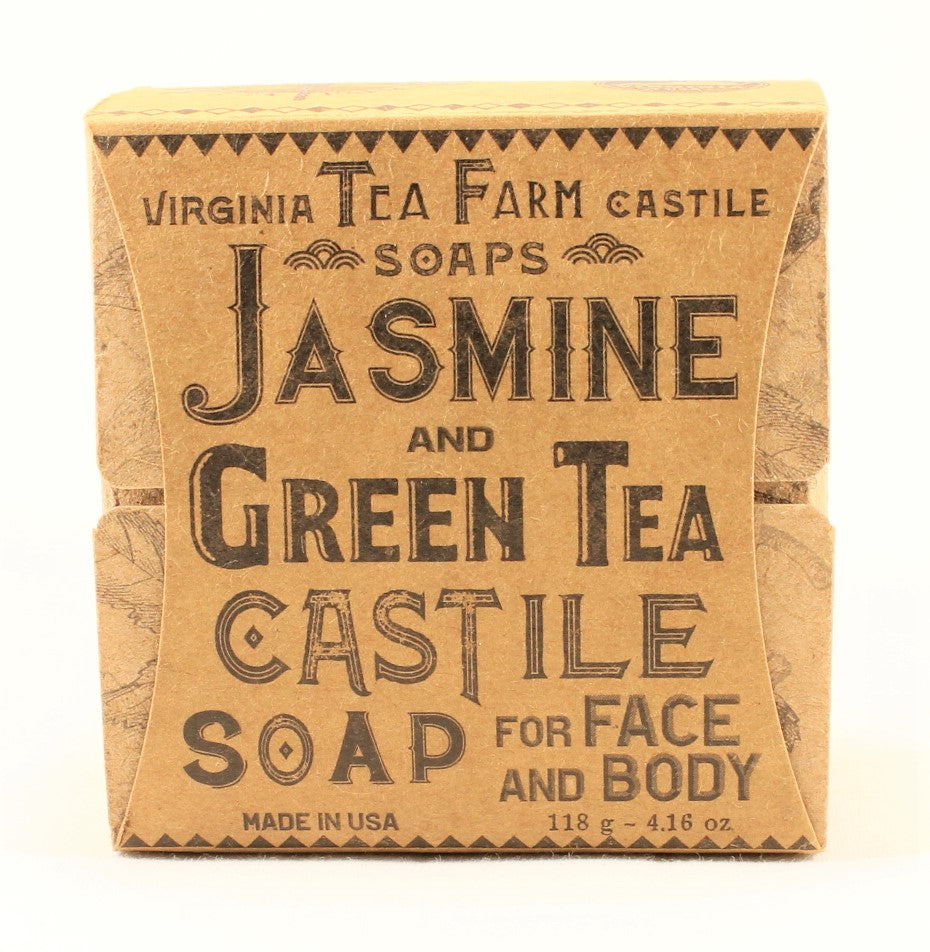 VIRGINIA TEA FARM CASTILE
SOAPS
JASMINE
AND
GREEN TEA
CASTILE
SOAP FOR FACE
AND BODY
MADE IN USA 118 g ~ 4.16 oz.